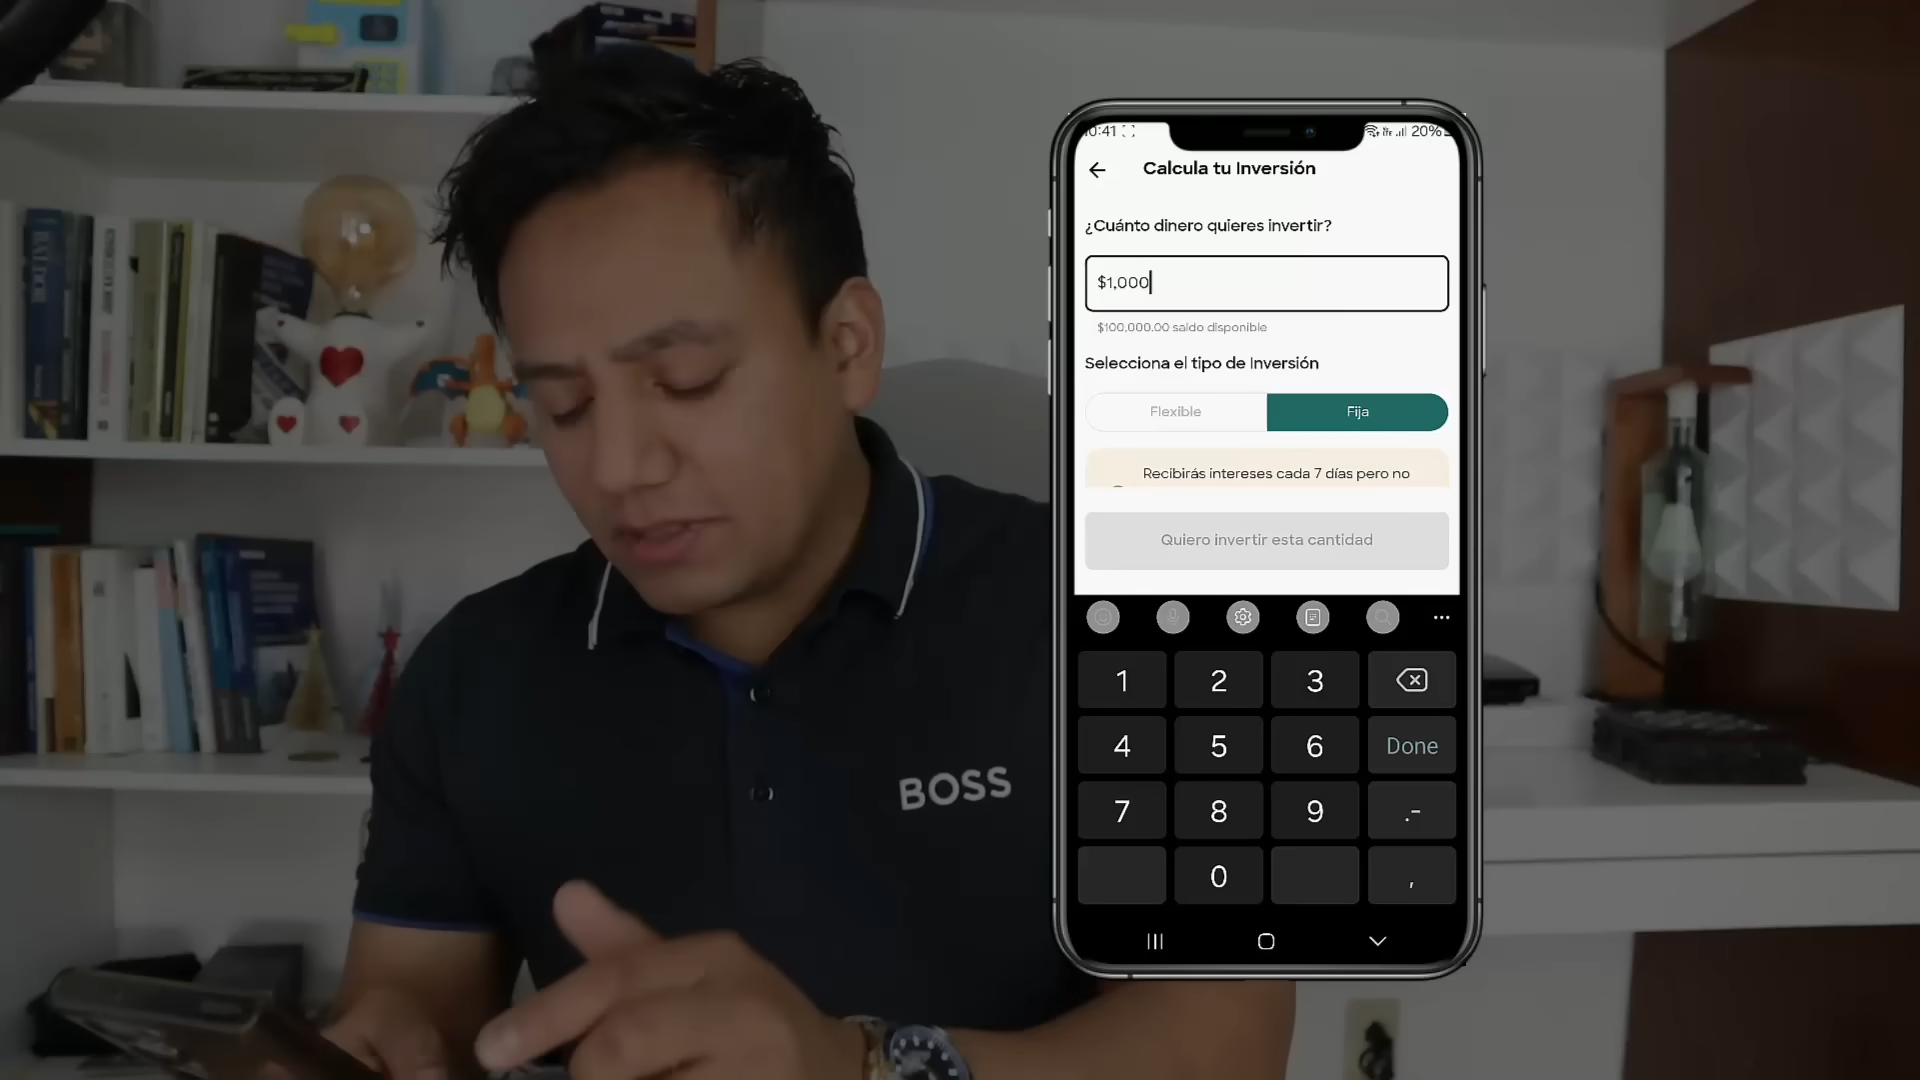 BALDOR
BOSS
10:41
20%
Calcula tu Inversión
¿Cuánto dinero quieres invertir?
$1,000
$100,000.00 saldo disponible
Selecciona el tipo de Inversión
Flexible
Fija
Recibirás intereses cada 7 días pero no
Quiero invertir esta cantidad
1
2
3
4
5
6
Done
7
8
9
.-
0
,